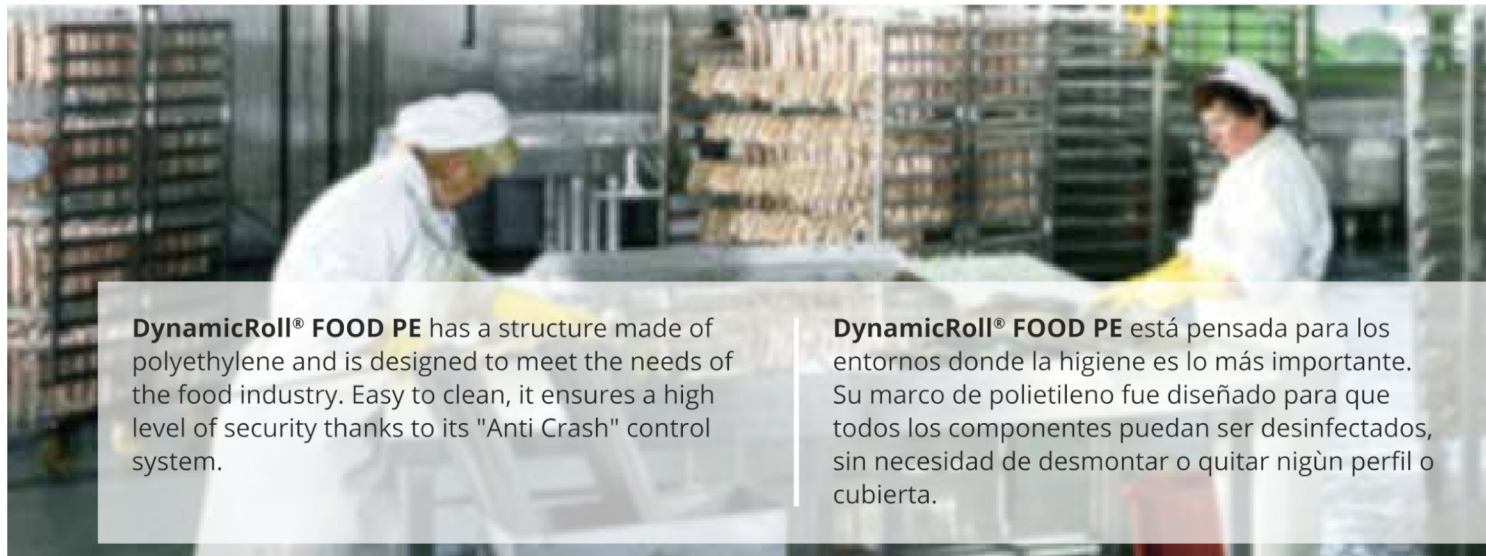 DynamicRoll® FOOD PE has a structure made of
polyethylene and is designed to meet the needs of
the food industry. Easy to clean, it ensures a high
level of security thanks to its "Anti Crash" control
system.
DynamicRoll® FOOD PE está pensada para los
entornos donde la higiene es lo más importante.
Su marco de polietileno fue diseñado para que
todos los componentes puedan ser desinfectados,
sin necesidad de desmontar o quitar nigùn perfil o
cubierta.